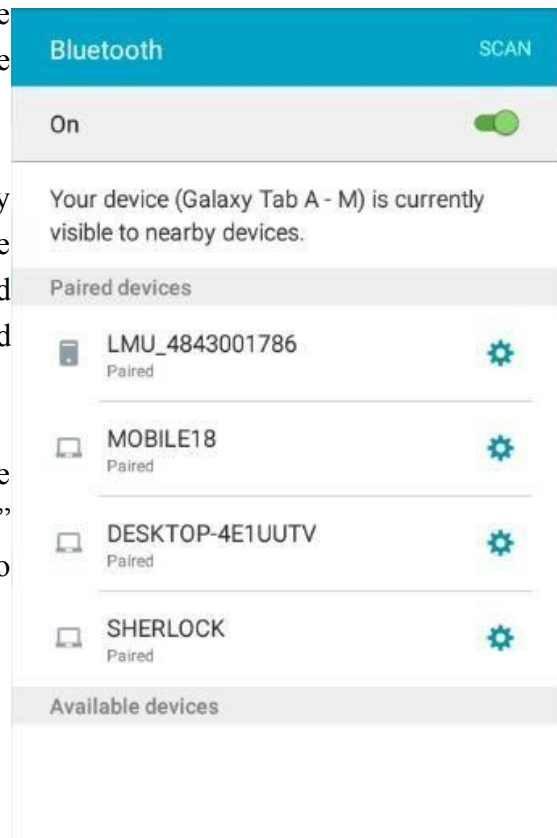 Bluetooth SCAN
On
Your device (Galaxy Tab A - M) is currently
visible to nearby devices.
Paired devices
LMU_4843001786
Paired
MOBILE18
Paired
DESKTOP-4E1UUTV
Paired
SHERLOCK
Paired
Available devices